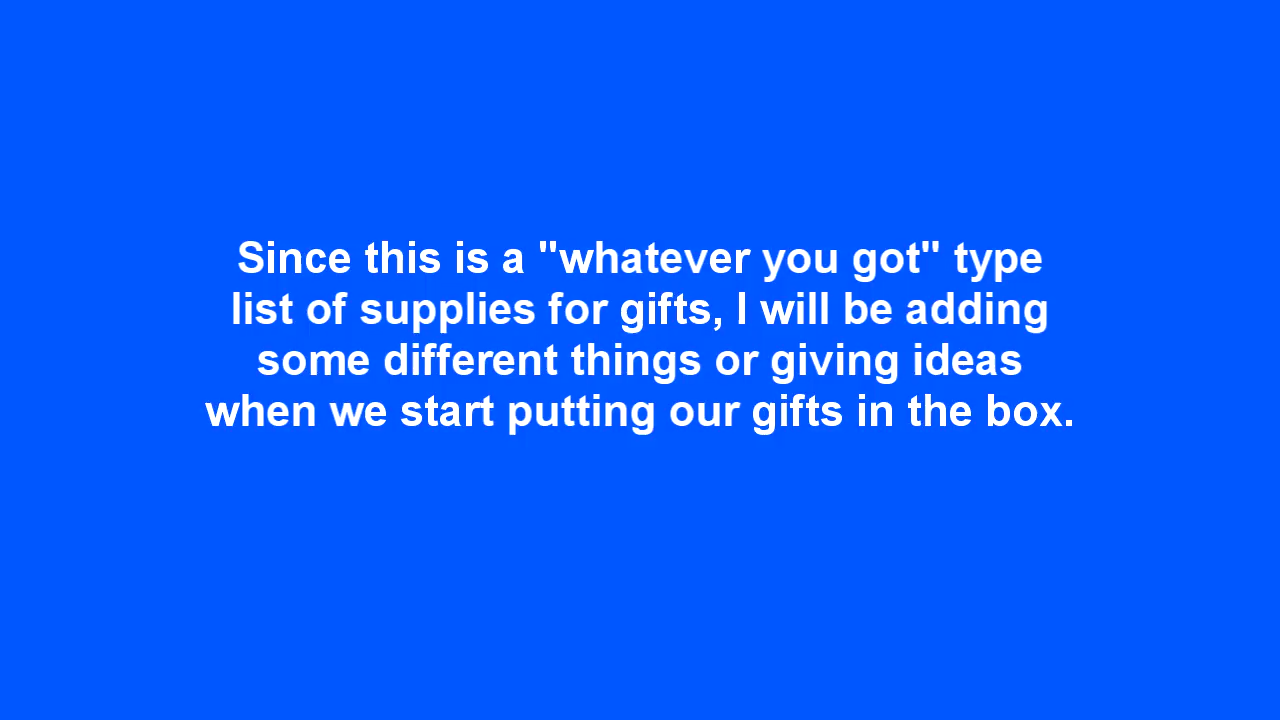 Since this is a "whatever you got" type
list of supplies for gifts, I will be adding
some different things or giving ideas
when we start putting our gifts in the box.